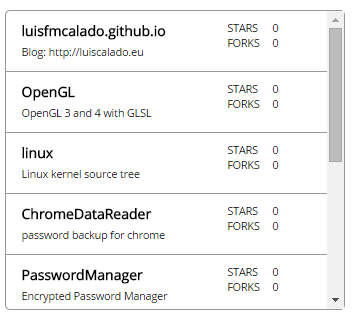 luisfmcalado.github.io STARS 0
Blog: http://luiscalado.eu FORKS 0
OpenGL STARS 0
OpenGL 3 and 4 with GLSL FORKS 0
linux STARS 0
Linux kernel source tree FORKS 0
ChromeDataReader STARS 0
password backup for chrome FORKS 0
PasswordManager STARS 0
Encrypted Password Manager FORKS 0